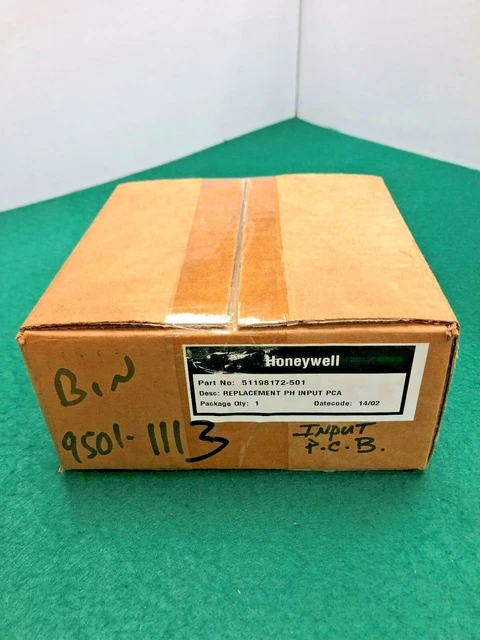 Honeywell
Part No: 51198172-501
Desc: REPLACEMENT PH INPUT PCA
Package Qty: 1 Datecode: 14/02
BIN
9501-1113
INPUT
P.C.B.